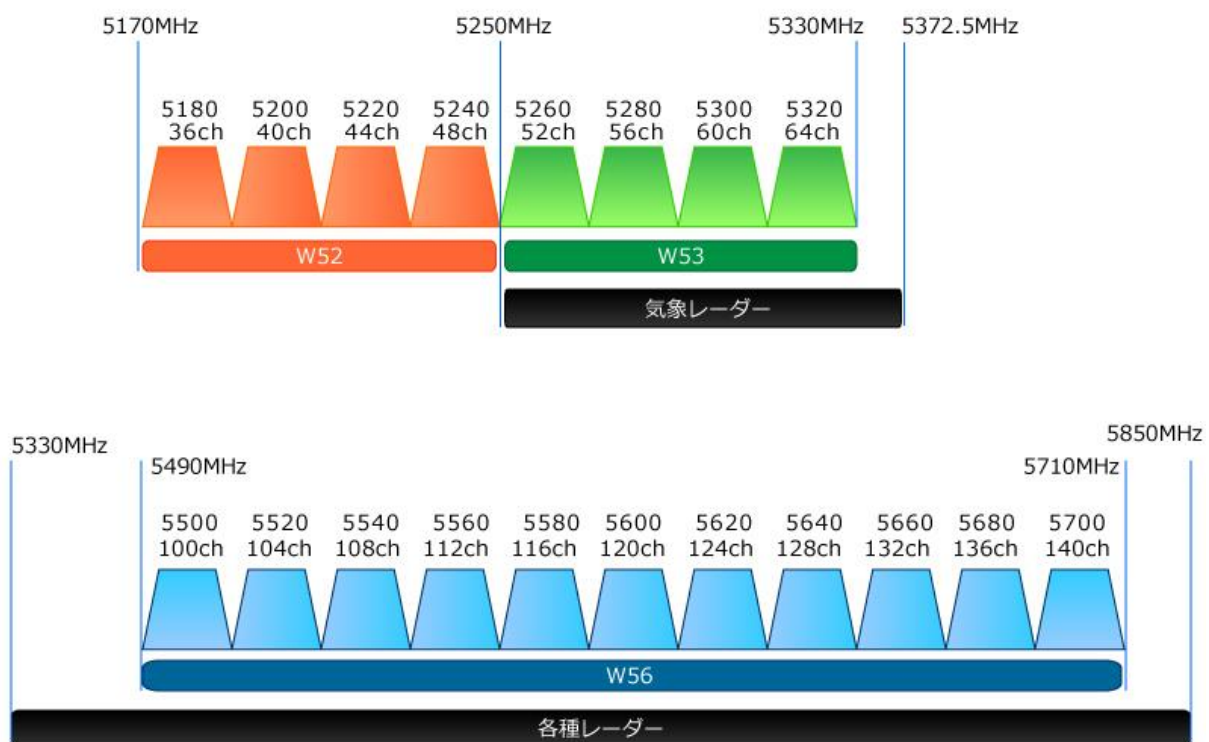 5170MHz 5250MHz 5330MHz 5372.5MHz
5180 5200 5220 5240 5260 5280 5300 5320
36ch 40ch 44ch 48ch 52ch 56ch 60ch 64ch
W52 W53
気象レーダー
5330MHz 5850MHz
5490MHz 5710MHz
5500 5520 5540 5560 5580 5600 5620 5640 5660 5680 5700
100ch 104ch 108ch 112ch 116ch 120ch 124ch 128ch 132ch 136ch 140ch
W56
各種レーダー